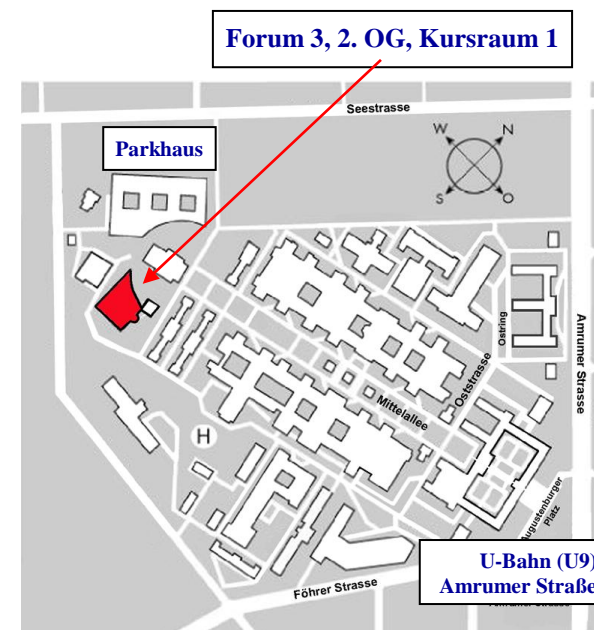 Forum 3, 2. OG, Kursraum 1
Seestrasse
Parkhaus
W
N
S
O
Ostring
Amrumer Strasse
Oststrasse
Mittelallee
H
Augustenburger
Platz
U-Bahn (U9)
Amrumer Straße
Föhrer Strasse